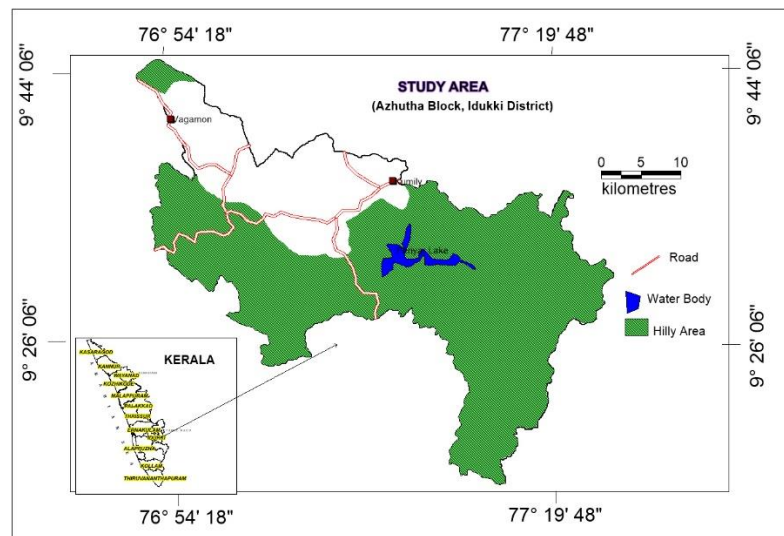 76° 54' 18"
77° 19' 48"
9° 44' 06"
9° 44' 06"
STUDY AREA
(Azhutha Block, Idukki District)
Vagamon
Kumily
0 5 10
kilometres
Lake
Road
Water Body
Hilly Area
9° 26' 06"
9° 26' 06"
KERALA
KASARAGOD
KANNUR
WAYANAD
KOZHIKODE
MALAPPURAM
PALAKKAD
THRISSUR
ERNAKULAM
IDUKKI
ALAPPUZHA
KOLLAM
THIRUVANANTHAPURAM
76° 54' 18"
77° 19' 48"